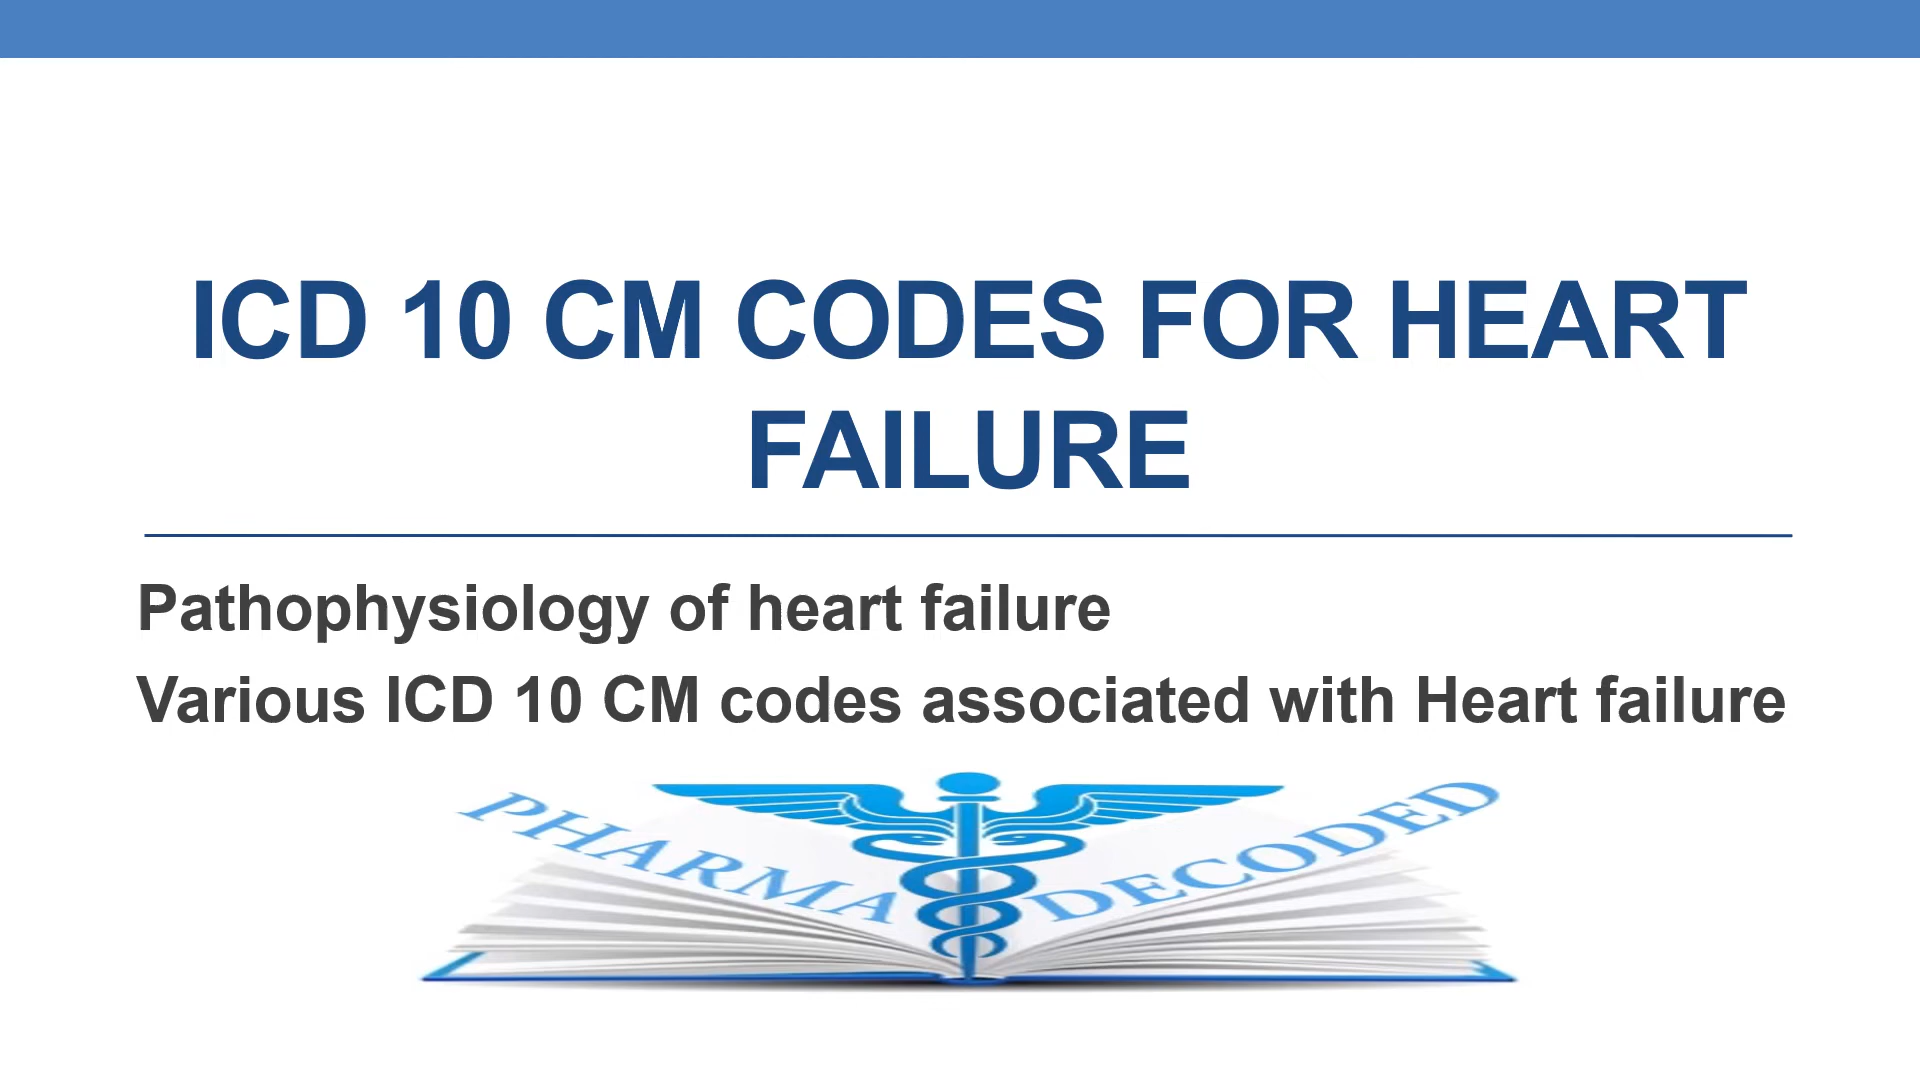 ICD 10 CM CODES FOR HEART
FAILURE
Pathophysiology of heart failure
Various ICD 10 CM codes associated with Heart failure
PHARMA DECODED